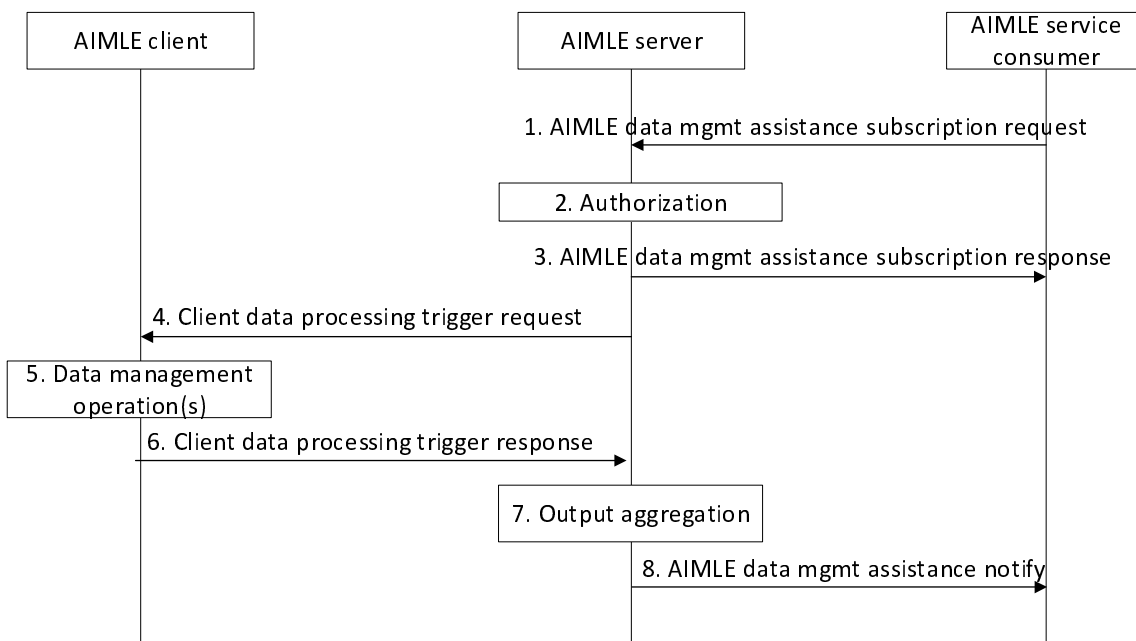 AIMLE client
AIMLE server
AIMLE service
consumer
1. AIMLE data mgmt assistance subscription request
2. Authorization
3. AIMLE data mgmt assistance subscription response
4. Client data processing trigger request
5. Data management
operation(s)
6. Client data processing trigger response
7. Output aggregation
8. AIMLE data mgmt assistance notify